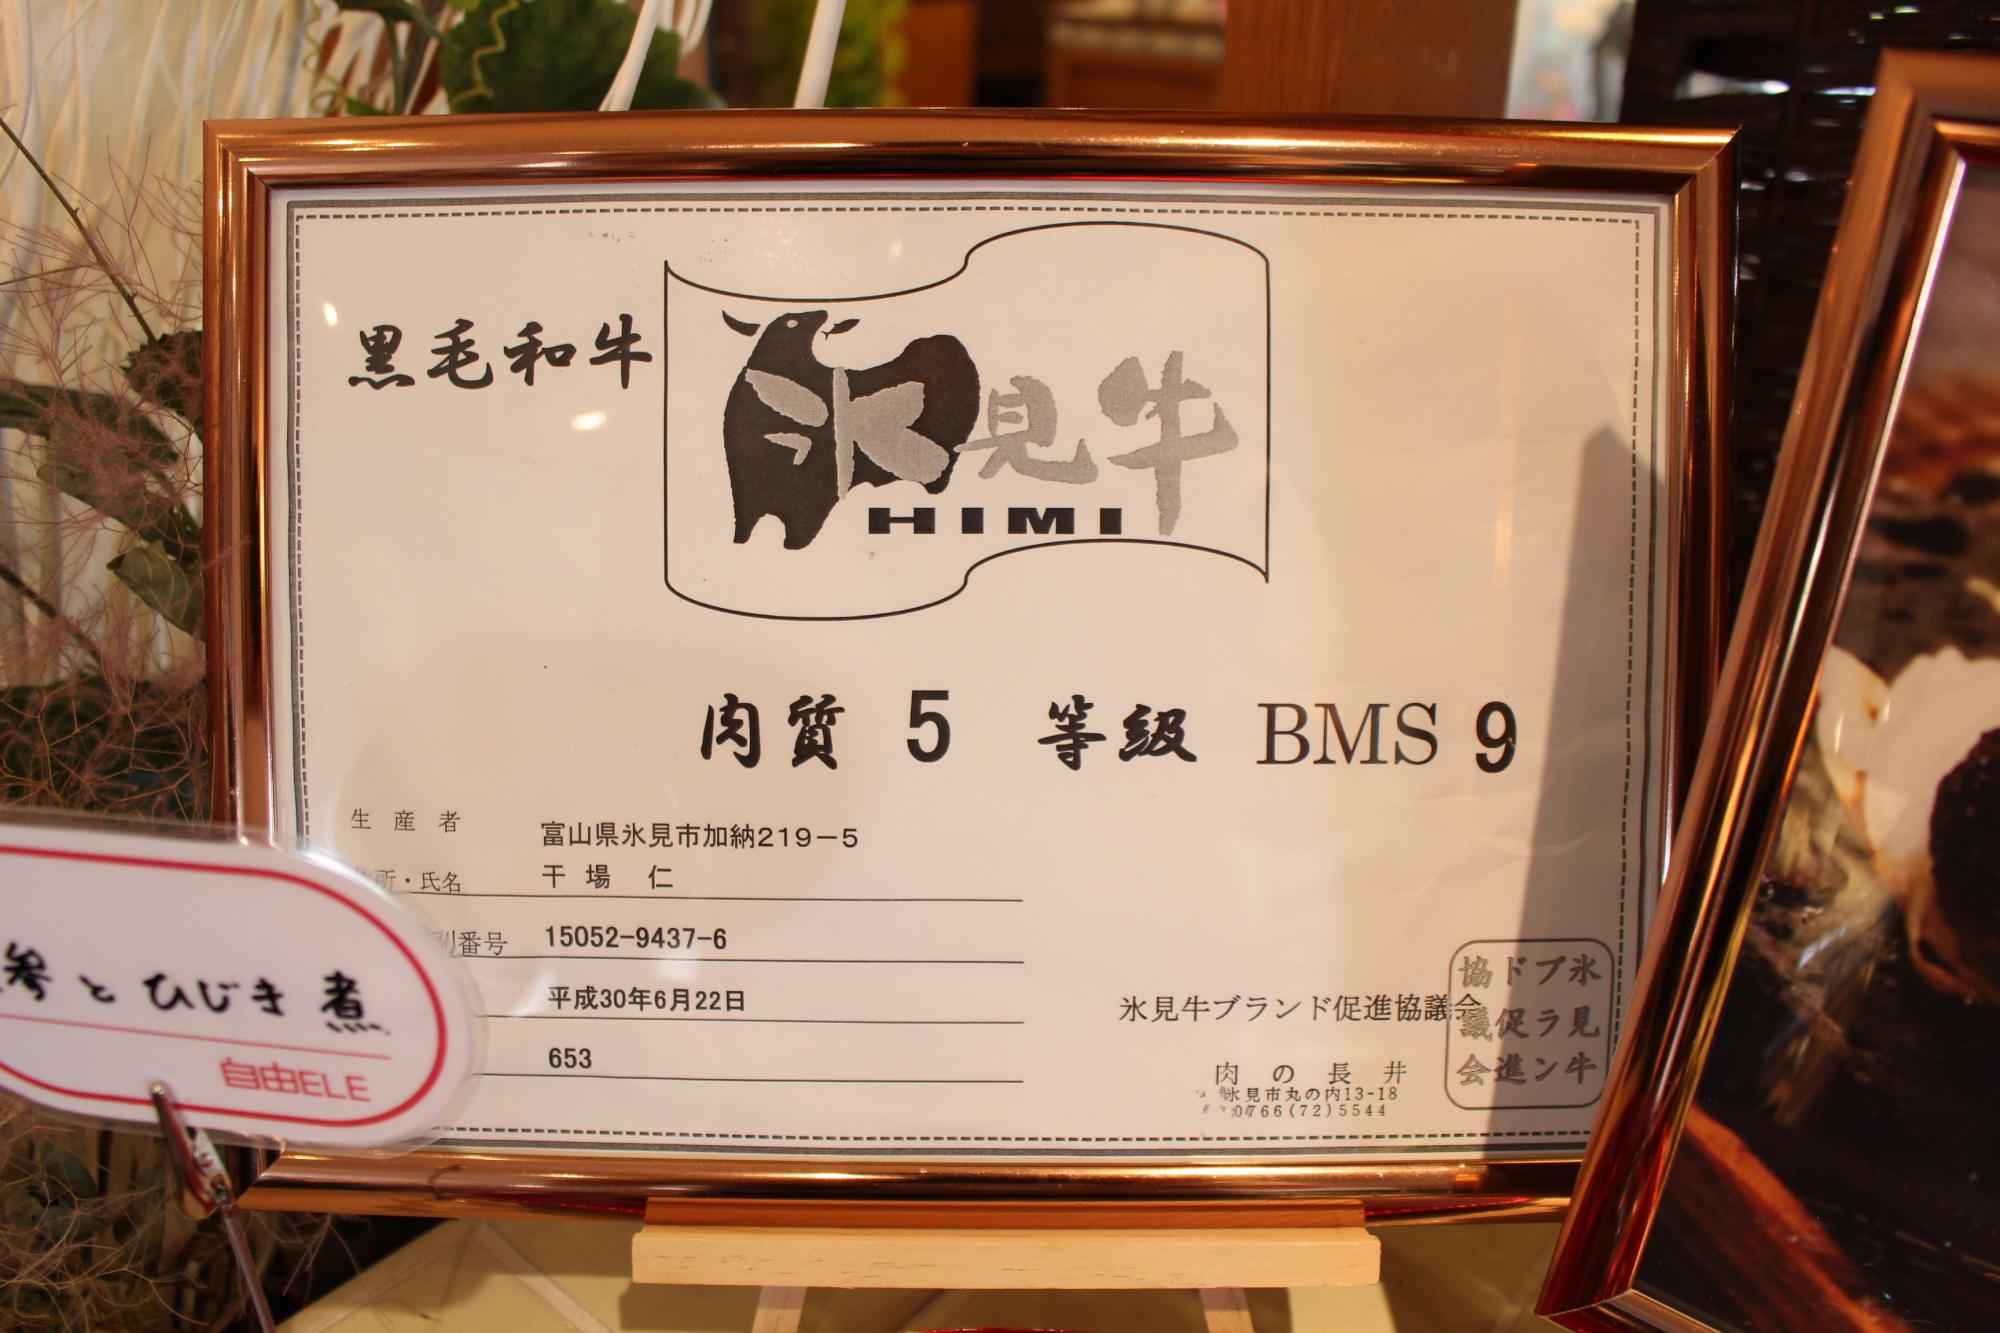 黒毛和牛
氷見牛
HIMI
肉質 5 等級 BMS 9
生産者
富山県氷見市加納219－5
所・氏名
干場 仁
別番号
15052-9437-6
平成30年6月22日
653
氷見牛ブランド促進協議会
肉の長井
氷見市丸の内13-18
0766(72)5544
氷見牛
ブラン
ド促進
協議会
参とひじき煮
自由ELE